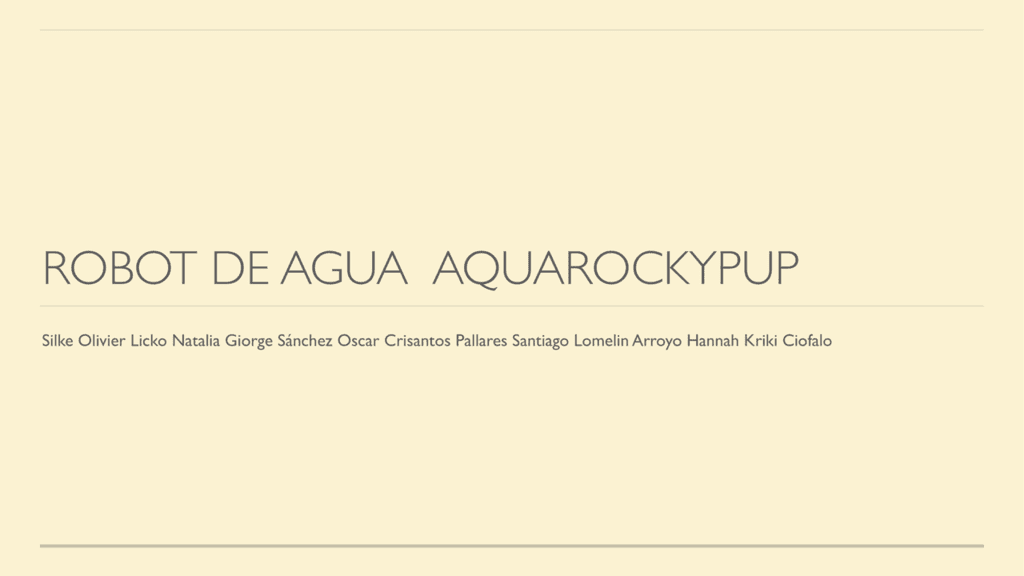 ROBOT DE AGUA  AQUAROCKYPUP
Silke Olivier Licko Natalia Giorge Sánchez Oscar Crisantos Pallares Santiago Lomelin Arroyo Hannah Kriki Ciofalo